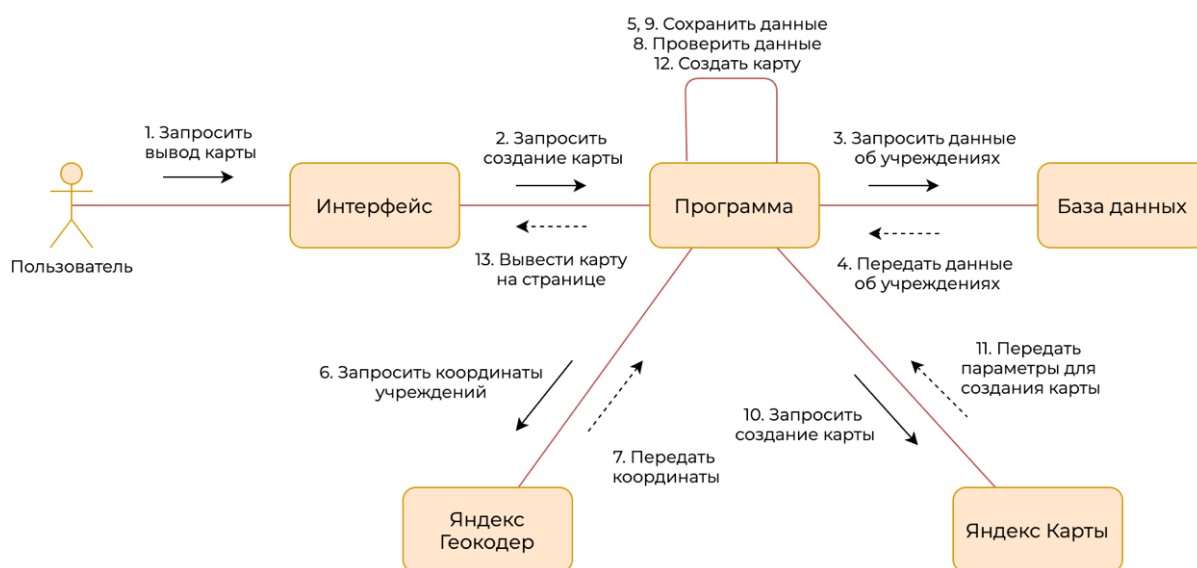 5, 9. Сохранить данные
8. Проверить данные
12. Создать карту
1. Запросить
вывод карты
2. Запросить
создание карты
3. Запросить данные
об учреждениях
Интерфейс
Программа
База данных
Пользователь
13. Вывести карту
на странице
4. Передать данные
об учреждениях
6. Запросить координаты
учреждений
11. Передать
параметры для
создания карты
10. Запросить
создание карты
7. Передать
координаты
Яндекс
Геокодер
Яндекс Карты